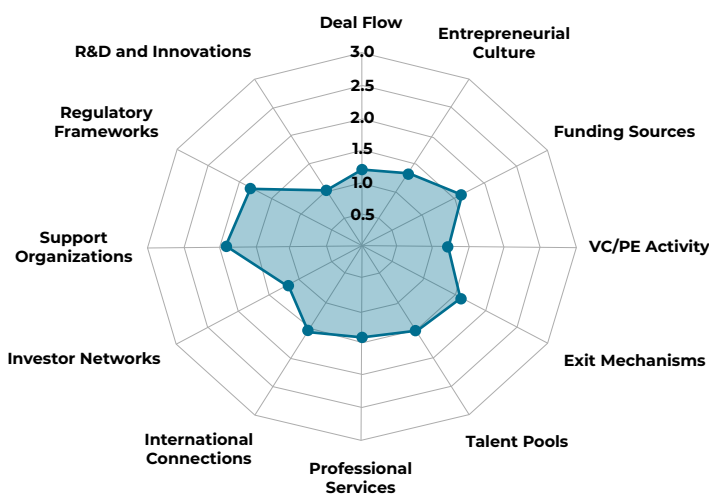 Deal Flow
Entrepreneurial
Culture
R&D and Innovations
3.0
2.5
Regulatory
Frameworks
2.0
Funding Sources
1.5
1.0
0.5
Support
Organizations
VC/PE Activity
Investor Networks
Exit Mechanisms
International
Connections
Talent Pools
Professional
Services